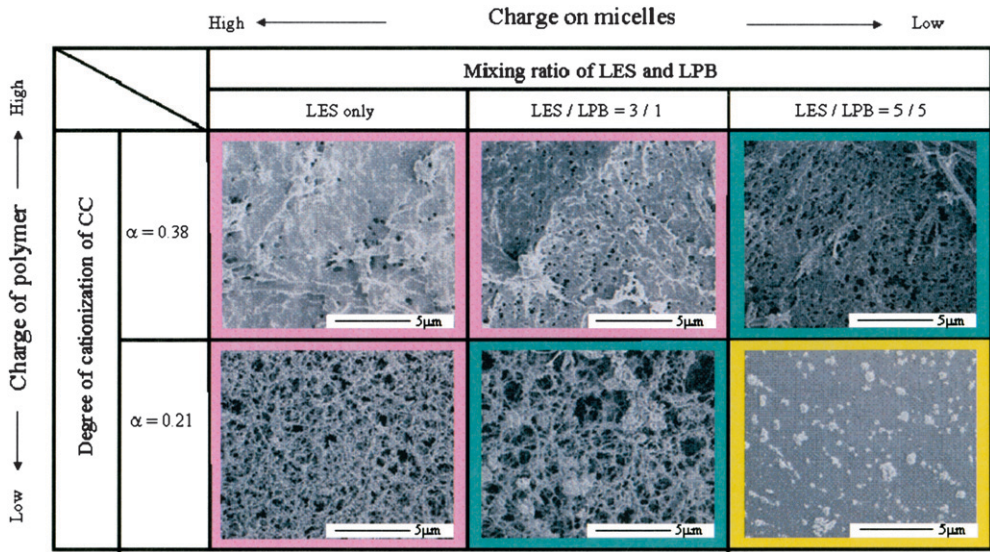 Charge on micelles
High
Low
Mixing ratio of LES and LPB
LES only
LES / LPB = 3 / 1
LES / LPB = 5 / 5
High
Charge of polymer
Low
Degree of cationization of CC
α = 0.38
5μm
5μm
5μm
α = 0.21
5μm
5μm
5μm